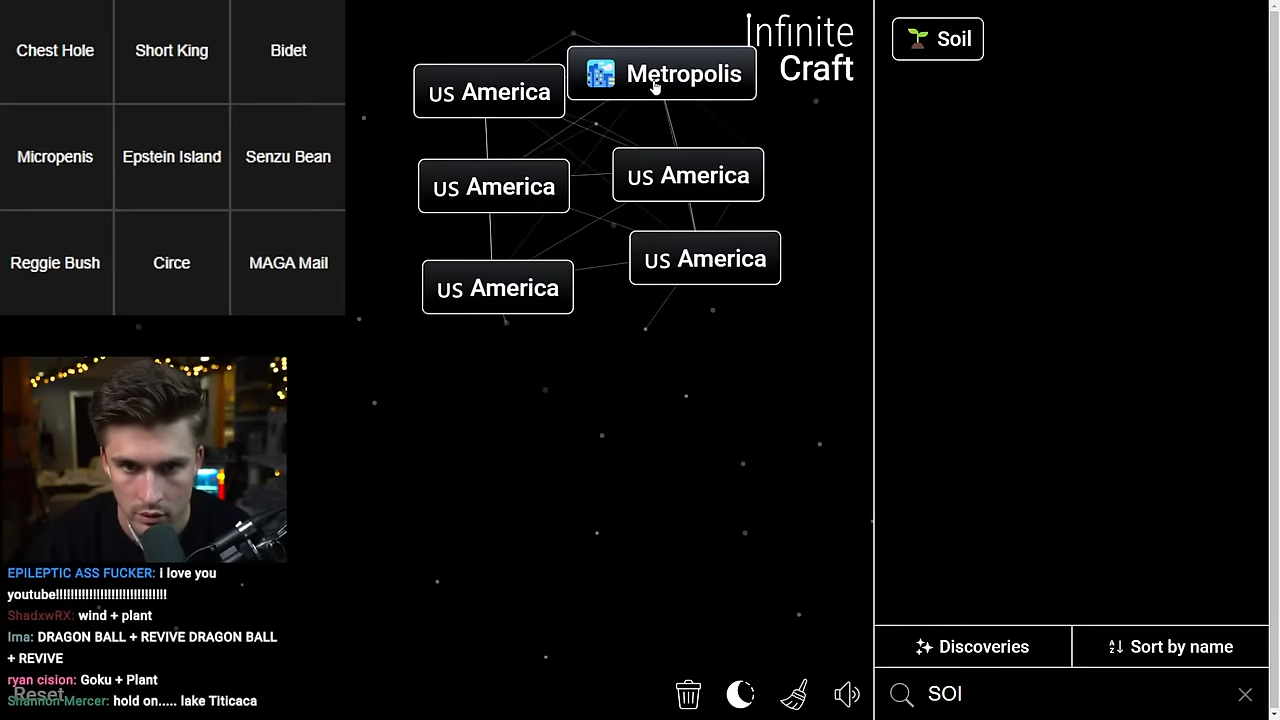 Chest Hole
Short King
Bidet
Micropenis
Epstein Island
Senzu Bean
Reggie Bush
Circe
MAGA Mail
Infinite
Craft
Metropolis
US America
US America
US America
US America
US America
Soil
EPILEPTIC ASS FUCKER: i love you
youtube!!!!!!!!!!!!!!!!!!!!!!!!!!!!!
ShadxwRX: wind + plant
Ima: DRAGON BALL + REVIVE DRAGON BALL
+ REVIVE
ryan cision: Goku + Plant
Reset
Shannon Mercer: hold on..... lake Titicaca
Discoveries
Sort by name
SOI